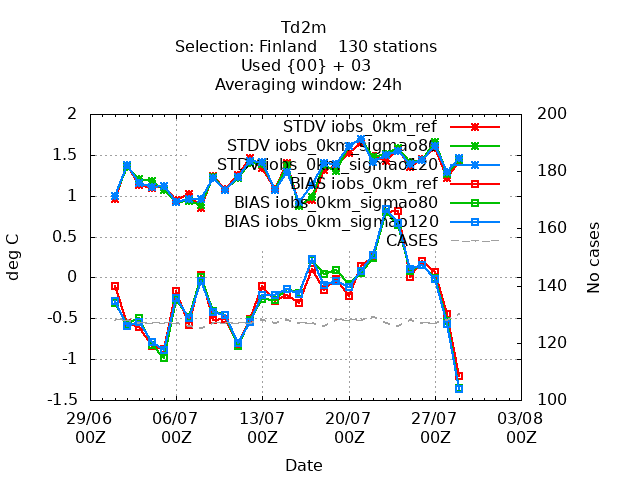 Td2m
Selection: Finland    130 stations
Used {00} + 03
Averaging window: 24h
2
1.5
1
0.5
0
-0.5
-1
-1.5
deg C
200
180
160
140
120
100
No cases
STDV iobs_0km_ref
STDV iobs_0km_sigmao80
STDV iobs_0km_sigmao120
BIAS iobs_0km_ref
BIAS iobs_0km_sigmao80
BIAS iobs_0km_sigmao120
CASES
29/06 06/07 13/07 20/07 27/07 03/08
00Z 00Z 00Z 00Z 00Z 00Z
Date